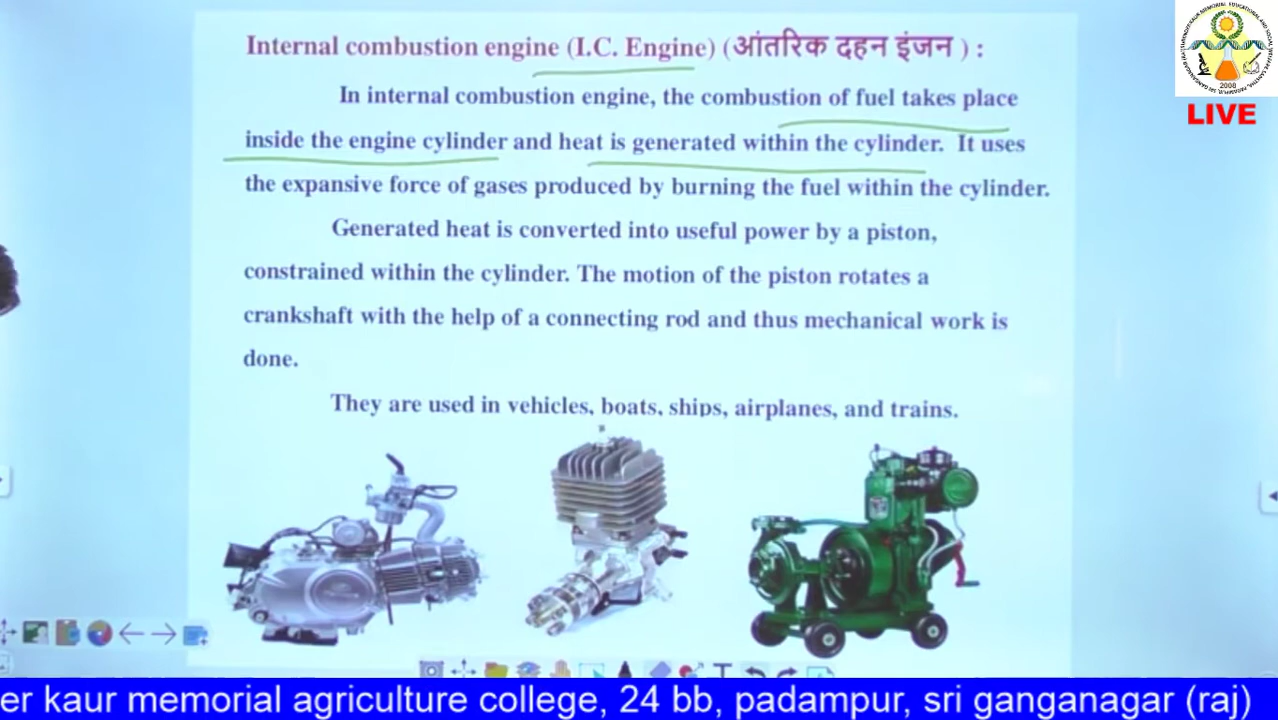 Internal combustion engine (I.C. Engine) (आंतरिक दहन इंजन ) :
In internal combustion engine, the combustion of fuel takes place
inside the engine cylinder and heat is generated within the cylinder. It uses
the expansive force of gases produced by burning the fuel within the cylinder.
Generated heat is converted into useful power by a piston,
constrained within the cylinder. The motion of the piston rotates a
crankshaft with the help of a connecting rod and thus mechanical work is
done.
They are used in vehicles, boats, ships, airplanes, and trains.
2008
LIVE
er kaur memorial agriculture college, 24 bb, padampur, sri ganganagar (raj)